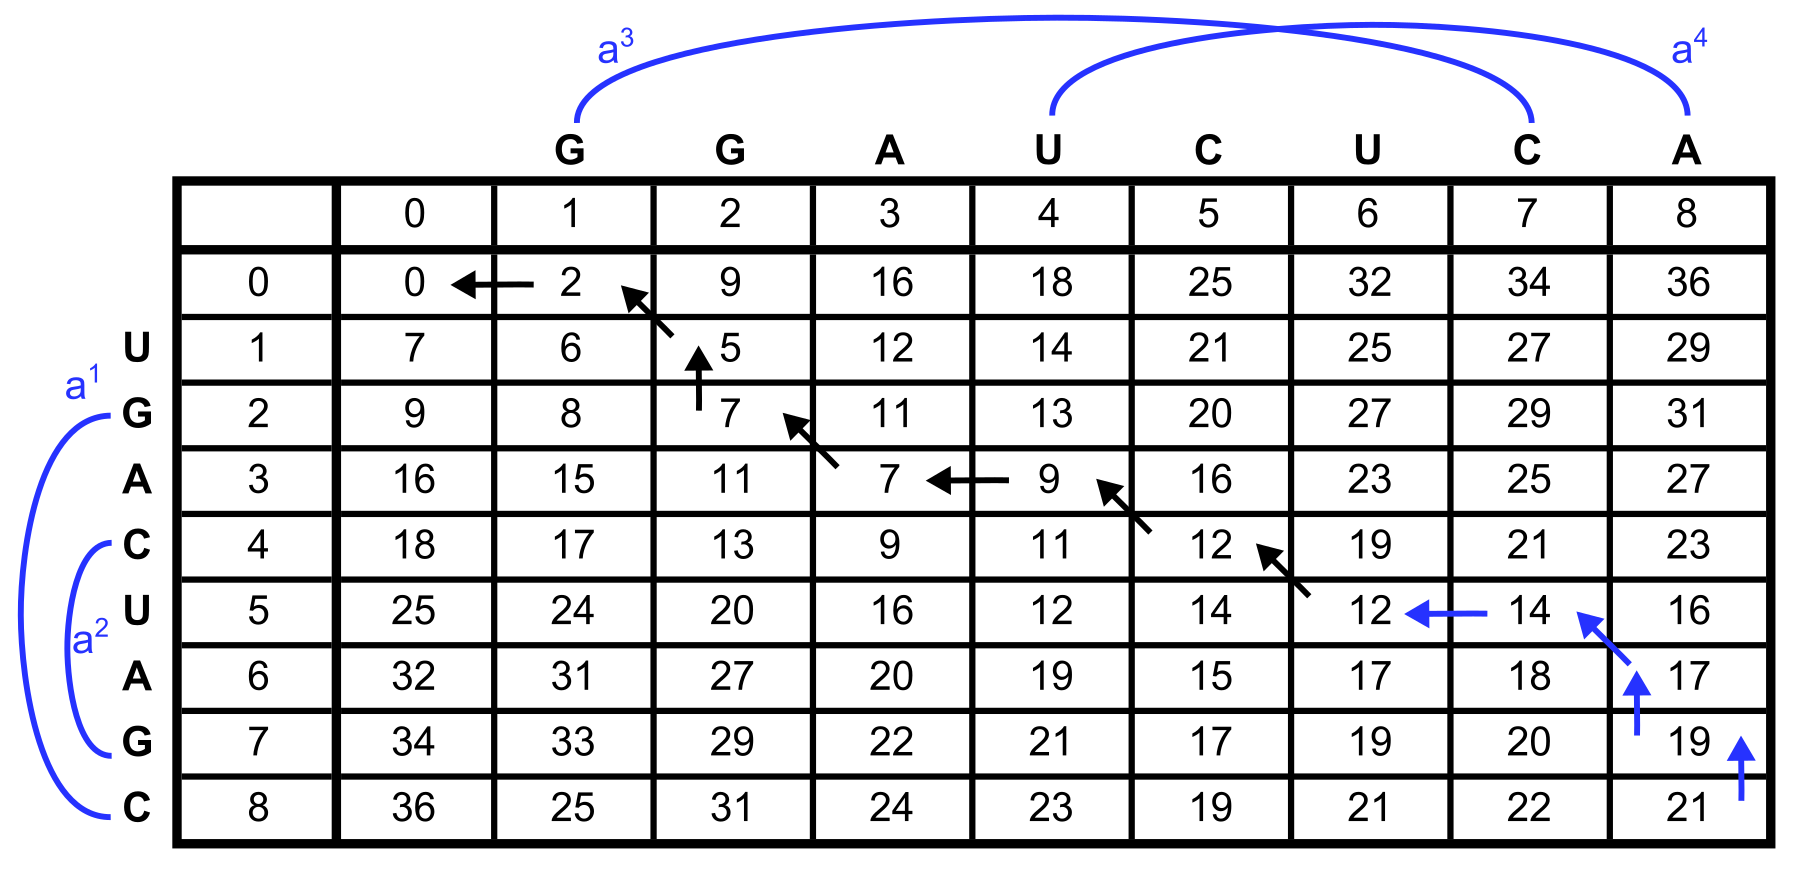 a³ a⁴
G G A U C U C A
0 1 2 3 4 5 6 7 8
0 0 2 9 16 18 25 32 34 36
U 1 7 6 5 12 14 21 25 27 29
a¹
G 2 9 8 7 11 13 20 27 29 31
A 3 16 15 11 7 9 16 23 25 27
C 4 18 17 13 9 11 12 19 21 23
U 5 25 24 20 16 12 14 12 14 16
a²
A 6 32 31 27 20 19 15 17 18 17
G 7 34 33 29 22 21 17 19 20 19
C 8 36 25 31 24 23 19 21 22 21